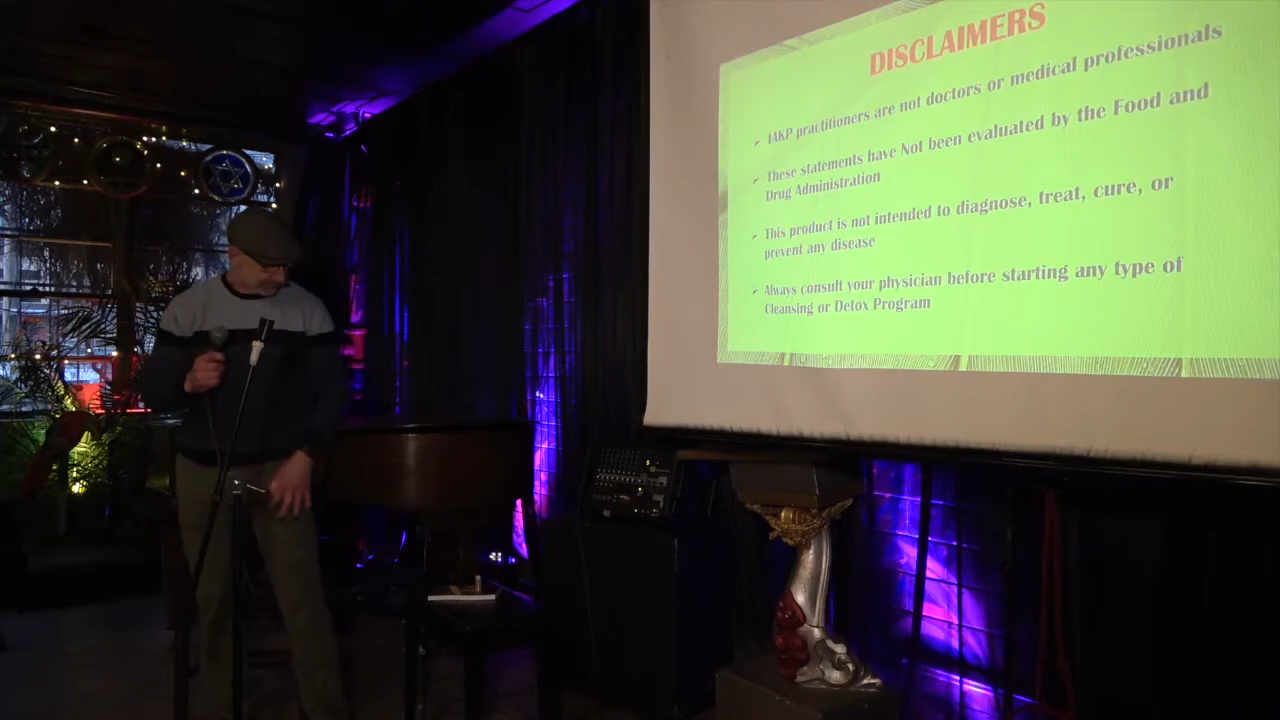 DISCLAIMERS
IAKP practitioners are not doctors or medical professionals
These statements have Not been evaluated by the Food and
Drug Administration
This product is not intended to diagnose, treat, cure, or
prevent any disease
Always consult your physician before starting any type of
Cleansing or Detox Program